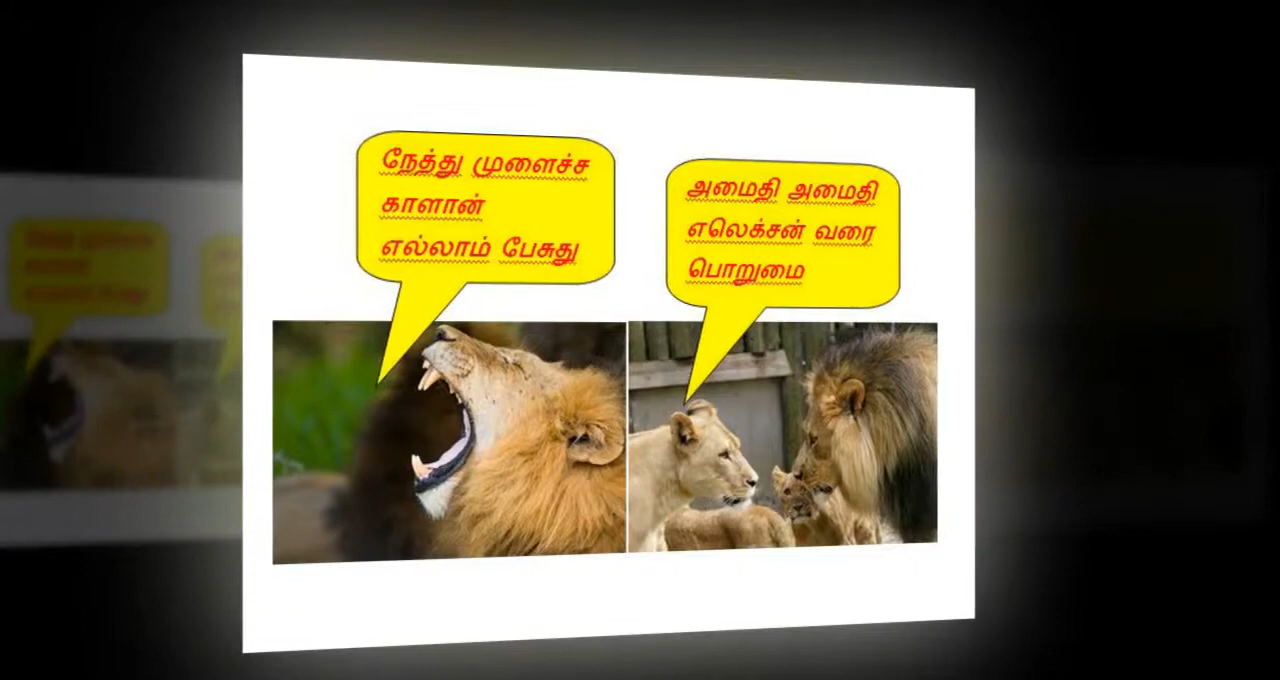 நேத்து முளைச்ச
காளான்
எல்லாம் பேசுது
அமைதி அமைதி
எலெக்சன் வரை
பொறுமை